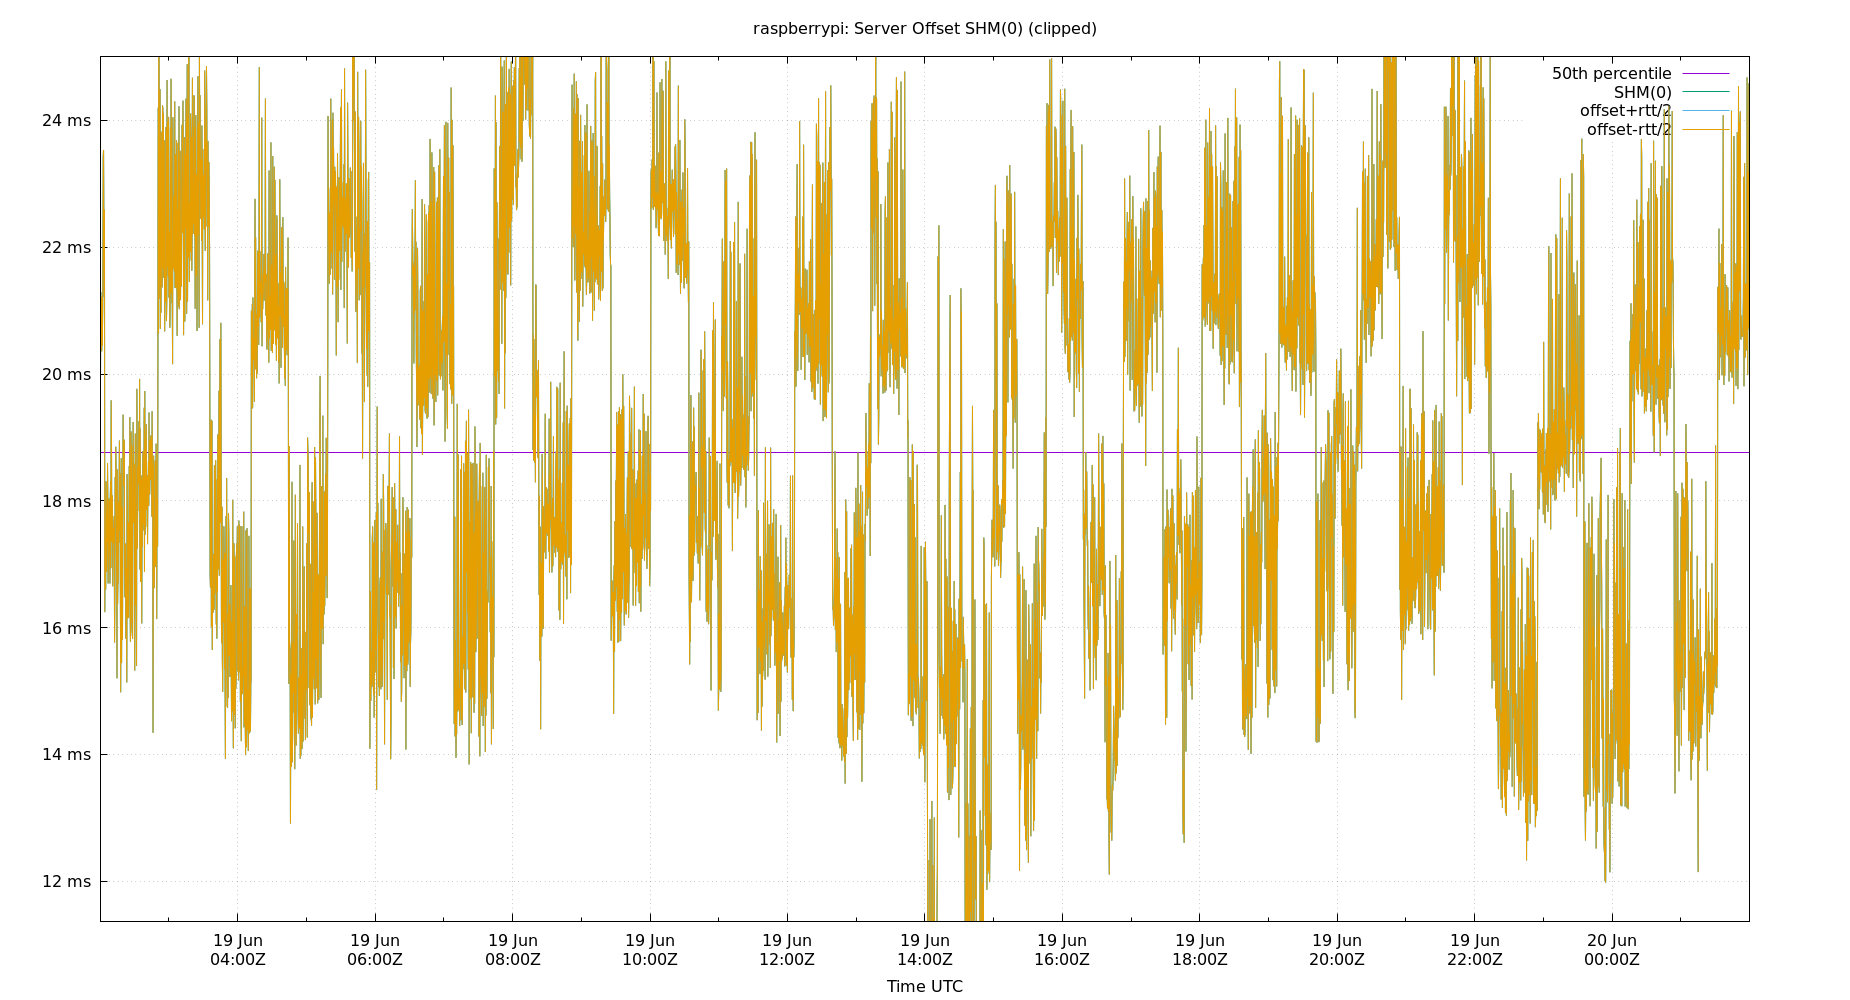 raspberrypi: Server Offset SHM(0) (clipped)
50th percentile
SHM(0)
offset+rtt/2
offset-rtt/2
24 ms
22 ms
20 ms
18 ms
16 ms
14 ms
12 ms
19 Jun 19 Jun 19 Jun 19 Jun 19 Jun 19 Jun 19 Jun 19 Jun 19 Jun 19 Jun 20 Jun
04:00Z 06:00Z 08:00Z 10:00Z 12:00Z 14:00Z 16:00Z 18:00Z 20:00Z 22:00Z 00:00Z
Time UTC